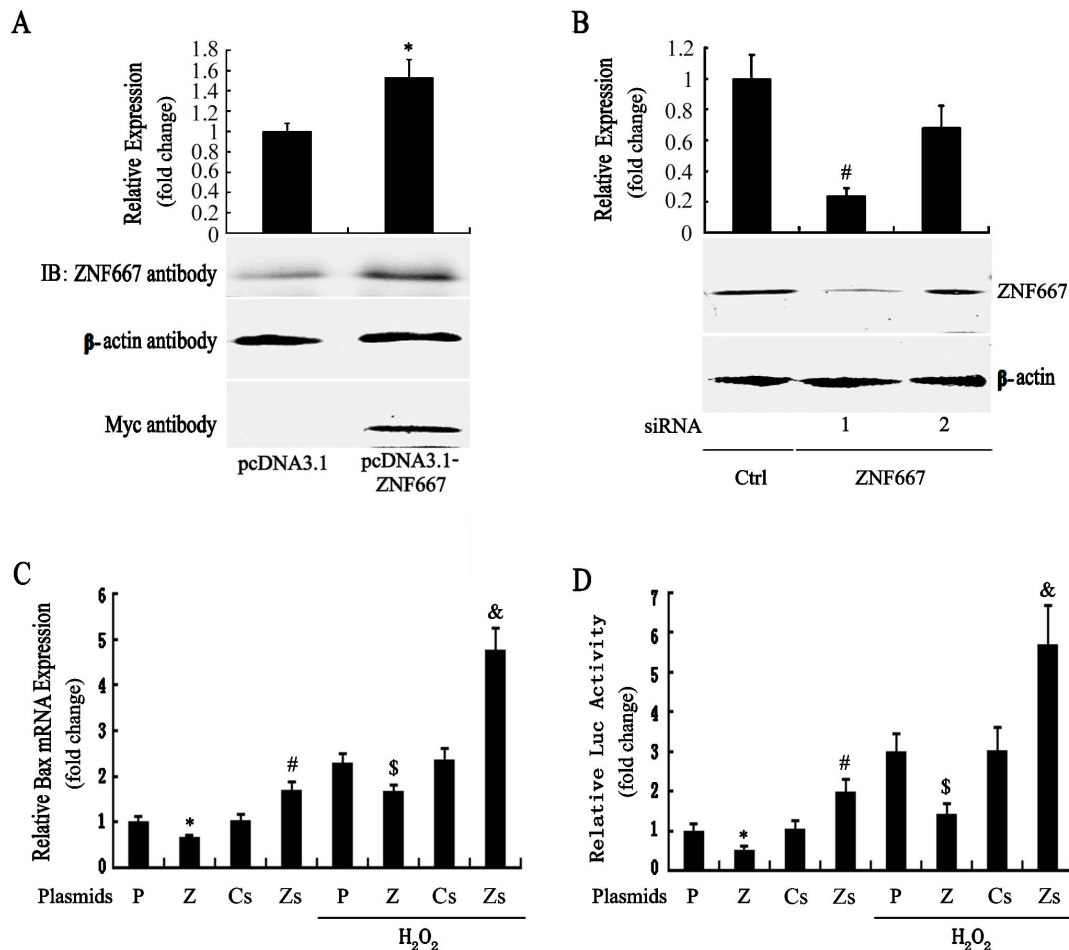 A
Relative Expression
(fold change)
1.8
1.6
1.4
1.2
1
0.8
0.6
0.4
0.2
0
*
IB: ZNF667 antibody
β-actin antibody
Myc antibody
pcDNA3.1
pcDNA3.1-
ZNF667
B
Relative Expression
(fold change)
1.2
1
0.8
0.6
0.4
0.2
0
#
ZNF667
β-actin
siRNA 1 2
Ctrl ZNF667
C
Relative Bax mRNA Expression
(fold change)
6
5
4
3
2
1
0
* # $ &
Plasmids P Z Cs Zs P Z Cs Zs
H₂O₂
D
Relative Luc Activity
(fold change)
7
6
5
4
3
2
1
0
* # $ &
Plasmids P Z Cs Zs P Z Cs Zs
H₂O₂